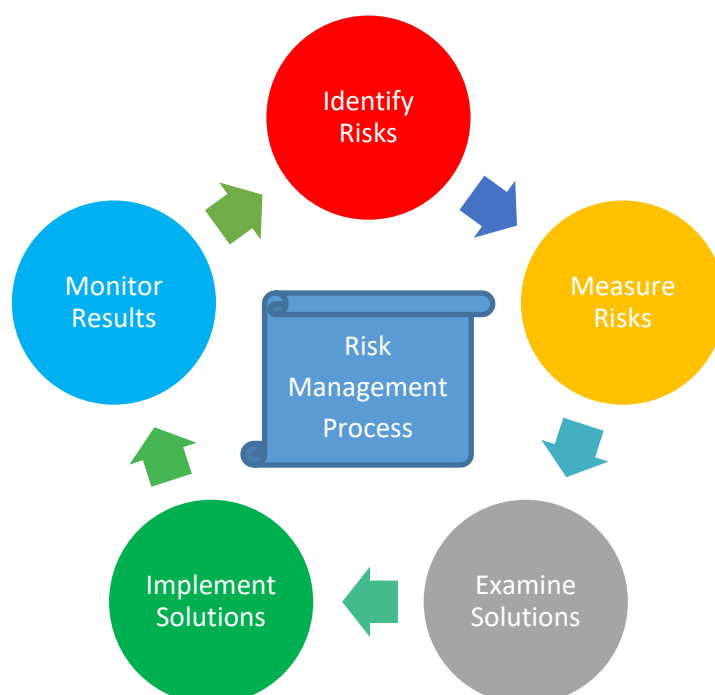 Identify
Risks
Measure
Risks
Examine
Solutions
Implement
Solutions
Monitor
Results
Risk
Management
Process